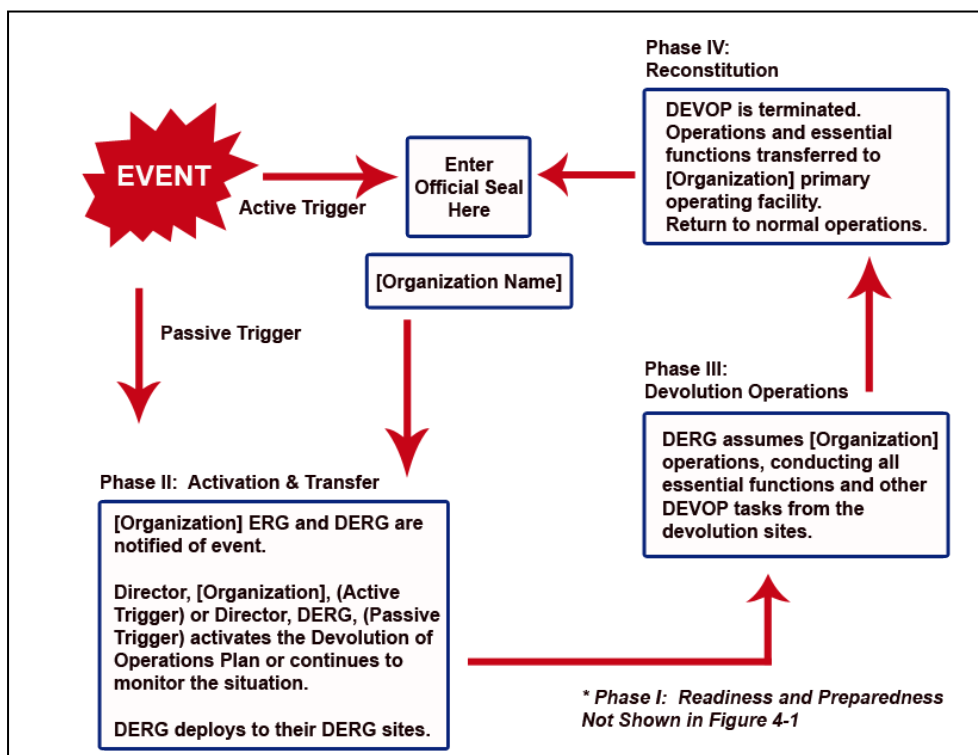 EVENT
Active Trigger
Passive Trigger
Enter
Official Seal
Here
[Organization Name]
Phase II:  Activation & Transfer
[Organization] ERG and DERG are
notified of event.
Director, [Organization], (Active
Trigger) or Director, DERG, (Passive
Trigger) activates the Devolution of
Operations Plan or continues to
monitor the situation.
DERG deploys to their DERG sites.
Phase III:
Devolution Operations
DERG assumes [Organization]
operations, conducting all
essential functions and other
DEVOP tasks from the
devolution sites.
Phase IV:
Reconstitution
DEVOP is terminated.
Operations and essential
functions transferred to
[Organization] primary
operating facility.
Return to normal operations.
* Phase I:  Readiness and Preparedness
Not Shown in Figure 4-1